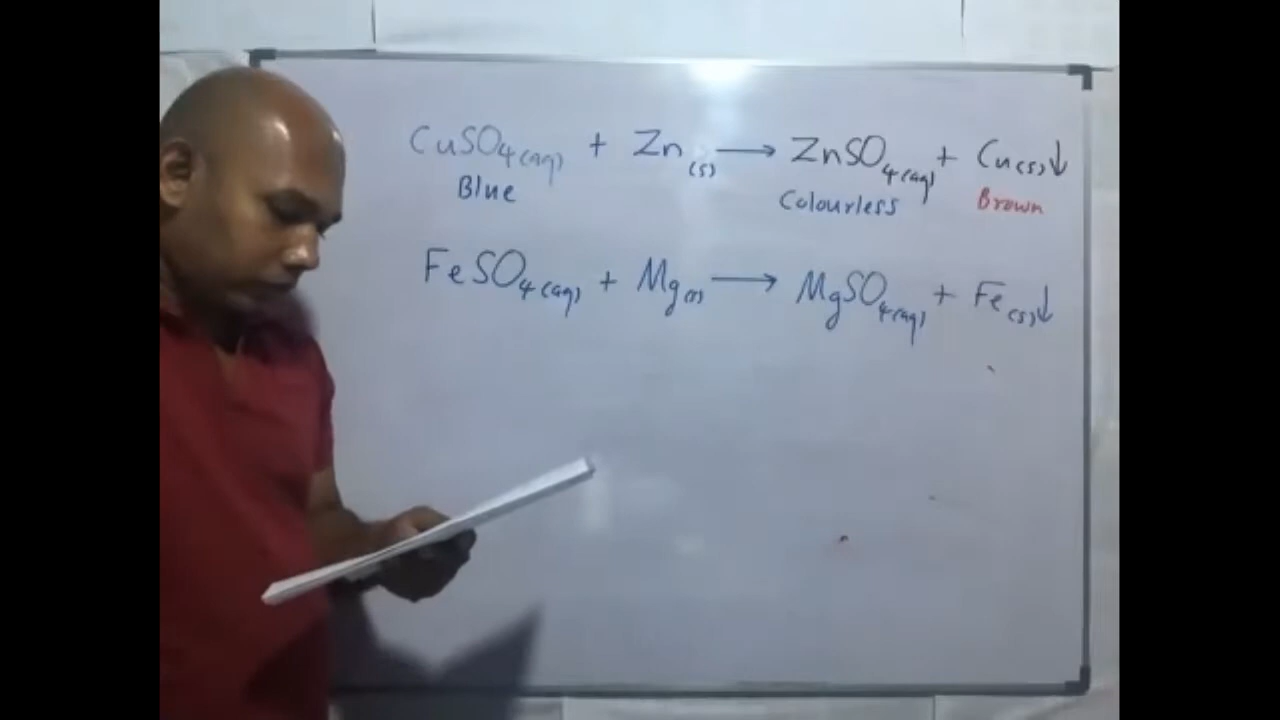 CuSO4(aq) + Zn(s) → ZnSO4(aq) + Cu(s)↓
Blue Colourless Brown
FeSO4(aq) + Mg(s) → MgSO4(aq) + Fe(s)↓